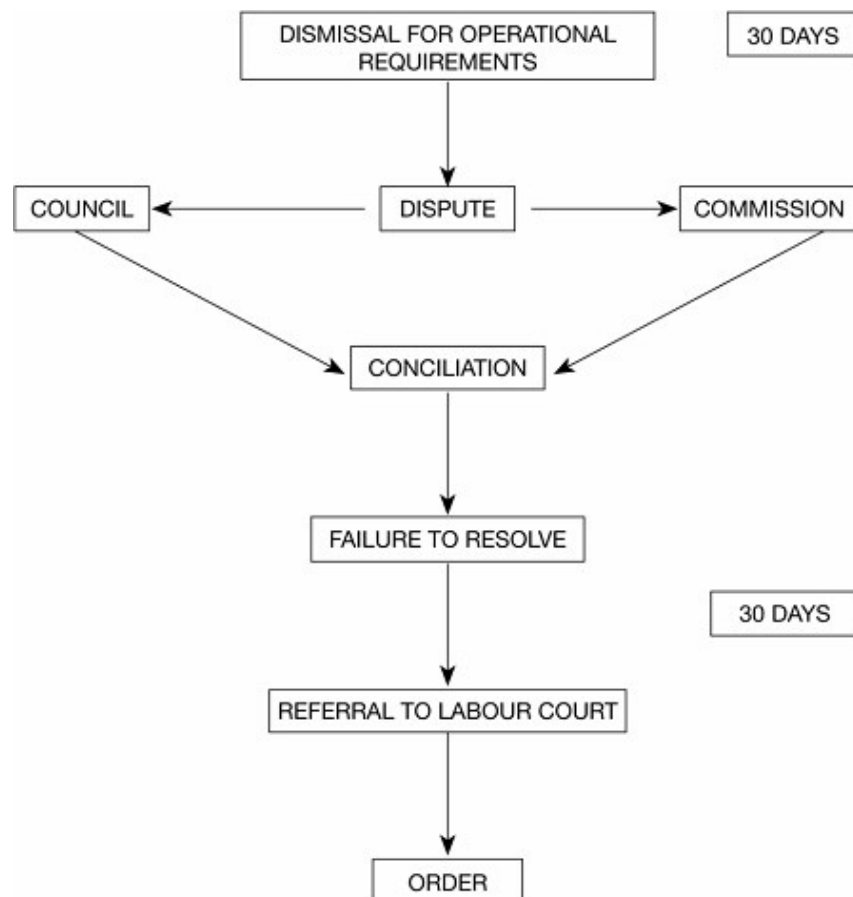 DISMISSAL FOR OPERATIONAL
REQUIREMENTS
30 DAYS
COUNCIL
DISPUTE
COMMISSION
CONCILIATION
FAILURE TO RESOLVE
30 DAYS
REFERRAL TO LABOUR COURT
ORDER